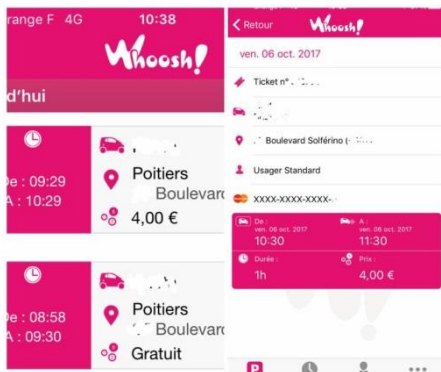 range F 4G 10:38
Whoosh!
d'hui
De : 09:29
A : 10:29
Poitiers
Boulevard
4,00 €
De : 08:58
A : 09:30
Poitiers
Boulevard
Gratuit
Retour Whoosh!
ven. 06 oct. 2017
Ticket n°
Boulevard Solférino (
Usager Standard
XXXX-XXXX-XXXX-
De :
ven. 06 oct. 2017
10:30
A :
ven. 06 oct. 2017
11:30
Durée :
1h
Prix :
4,00 €
P